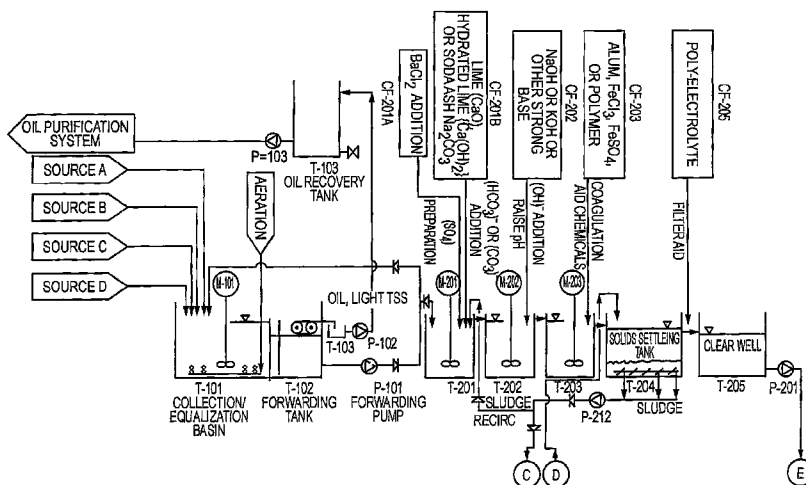 OIL PURIFICATION
SYSTEM
P=103
T-103
OIL RECOVERY
TANK
SOURCE A
SOURCE B
SOURCE C
SOURCE D
AERATION
M-101
T-101
COLLECTION/
EQUALIZATION
BASIN
T-102
FORWARDING
TANK
OIL, LIGHT TSS
T-103
P-102
P-101
FORWARDING
PUMP
CF-201A
BaCl2 ADDITION
(SO4)
PREPARATION
CF-201B
LIME (CaO)
HYDRATED LIME {Ca(OH)2}
OR SODA ASH Na2CO3
(HCO3)- OR (CO3)-
ADDITION
CF-202
NaOH OR KOH OR
OTHER STRONG
BASE
(OH)- ADDITION
RAISE pH
CF-203
ALUM, FeCl3, FeSO4,
OR POLYMER
COAGULATION
AID CHEMICALS
CF-205
POLY-ELECTROLYTE
FILTER AID
M-201
M-202
M-203
T-201
T-202
T-203
SOLIDS SETTLEING
TANK
T-204
CLEAR WELL
T-205
P-201
SLUDGE
RECIRC
P-212
SLUDGE
C
D
E